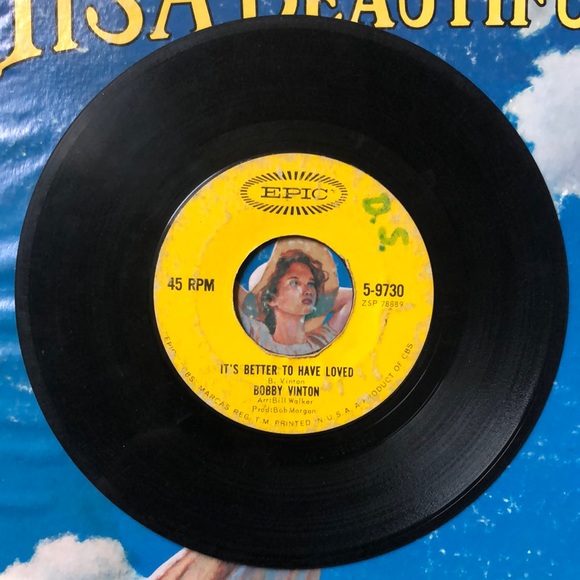 BEAUTIFU
EPIC
D.S.
45 RPM
5-9730
ZSP 78889
IT'S BETTER TO HAVE LOVED
B. Vinton
BOBBY VINTON
Arr: Bill Walker
Prod: Bob Morgan
EPIC, CBS, MARCAS REG. T.M. PRINTED IN U.S.A. A PRODUCT OF CBS